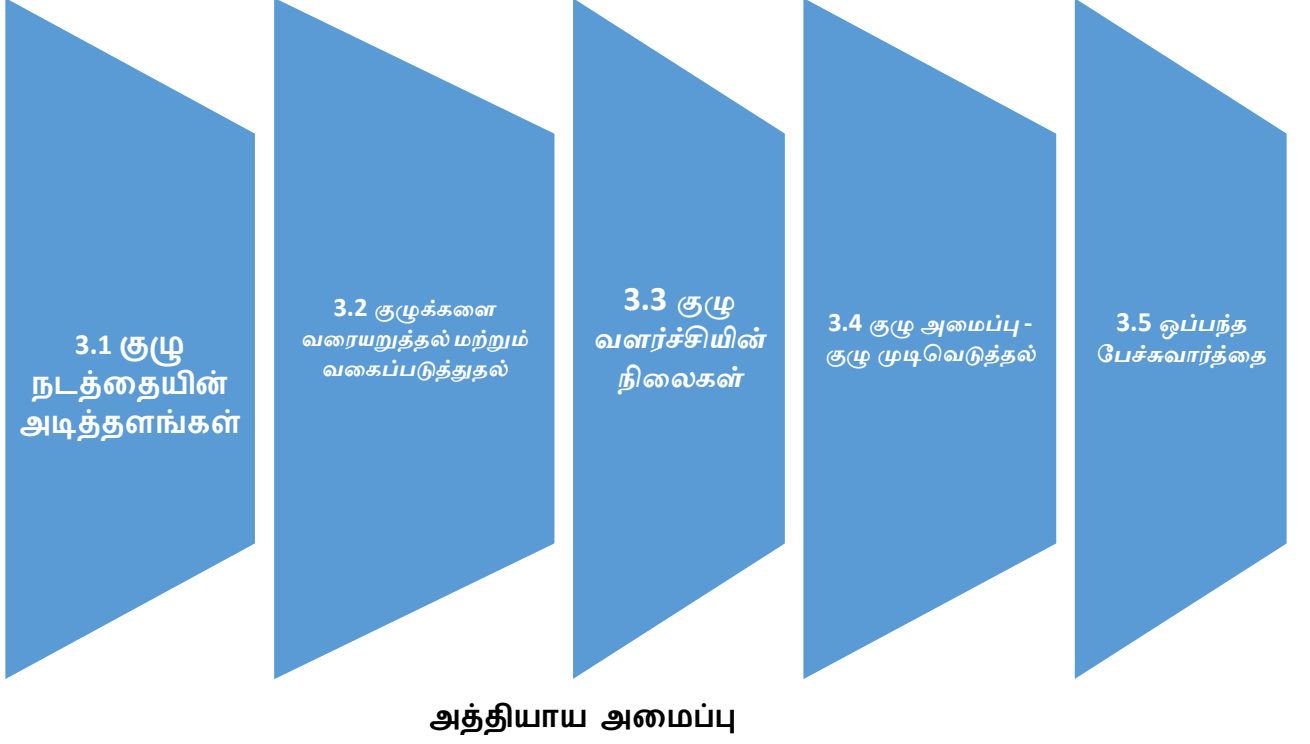 3.1 குழு
நடத்தையின்
அடித்தளங்கள்
3.2 குழுக்களை
வரையறுத்தல் மற்றும்
வகைப்படுத்துதல்
3.3 குழு
வளர்ச்சியின்
நிலைகள்
3.4 குழு அமைப்பு -
குழு முடிவெடுத்தல்
3.5 ஒப்பந்த
பேச்சுவார்த்தை
அத்தியாய அமைப்பு